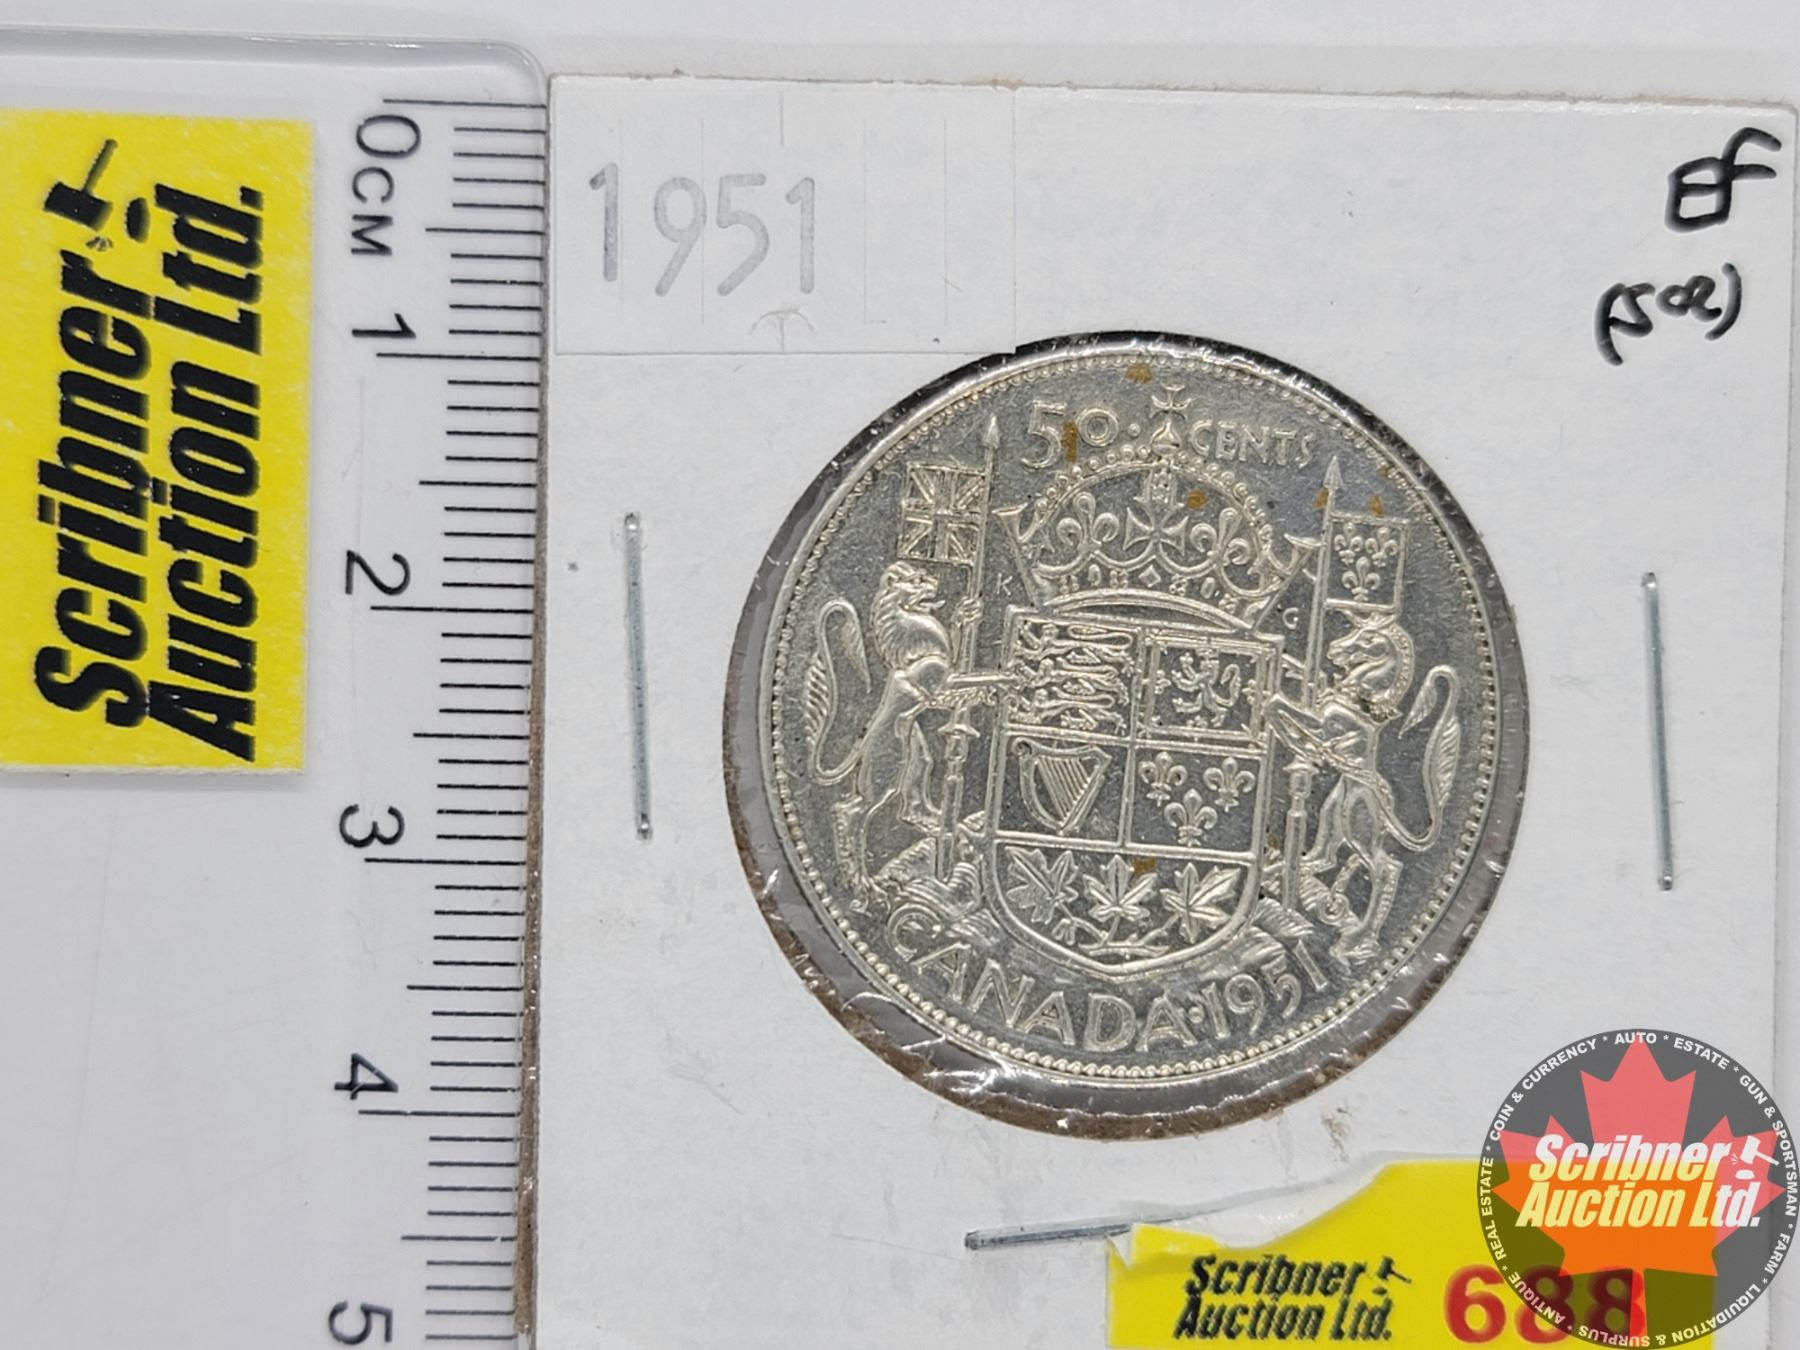 Scribner
Auction Ltd.
0CM
1
2
3
4
5
1951
50 CENTS
K G
CANADA·1951
Scribner
Auction Ltd.
688
COIN & CURRENCY * AUTO * ESTATE * GUN & SPORTSMAN * FARM * LIQUIDATION & SURPLUS * ANTIQUE * REAL ESTATE *
Scribner
Auction Ltd.